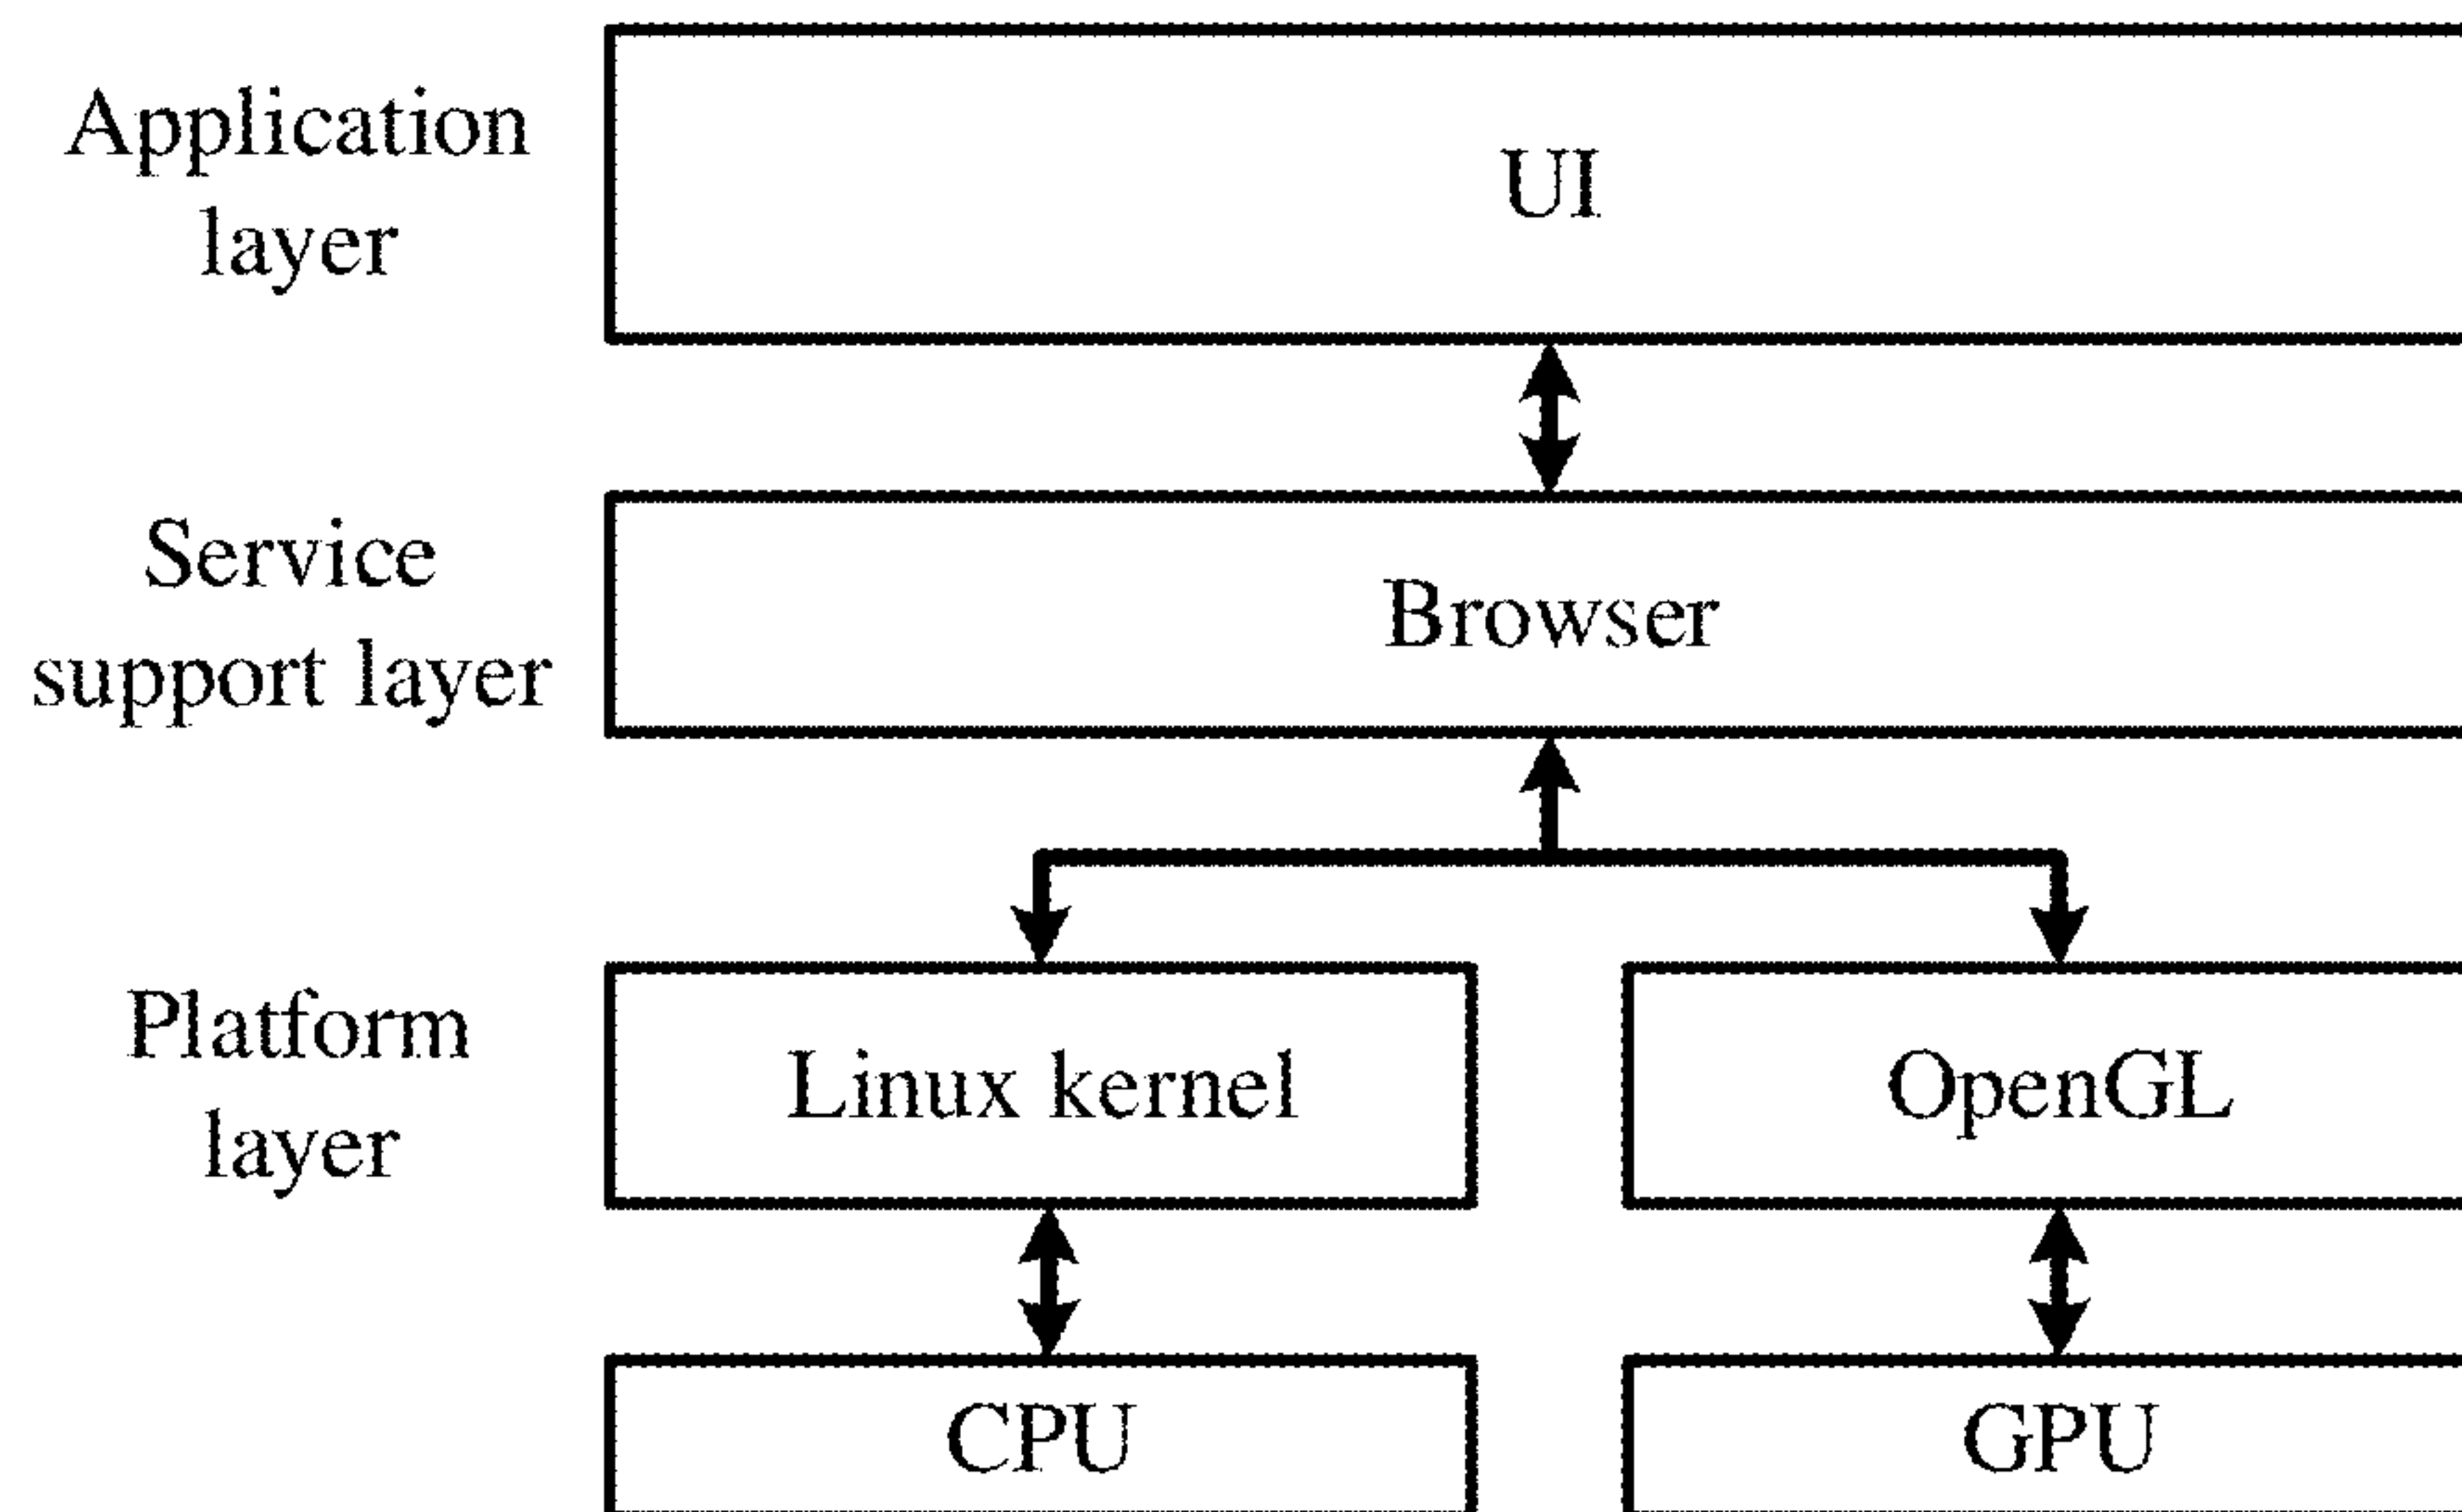 Application
layer
UI
Service
support layer
Browser
Platform
layer
Linux kernel
OpenGL
CPU
GPU